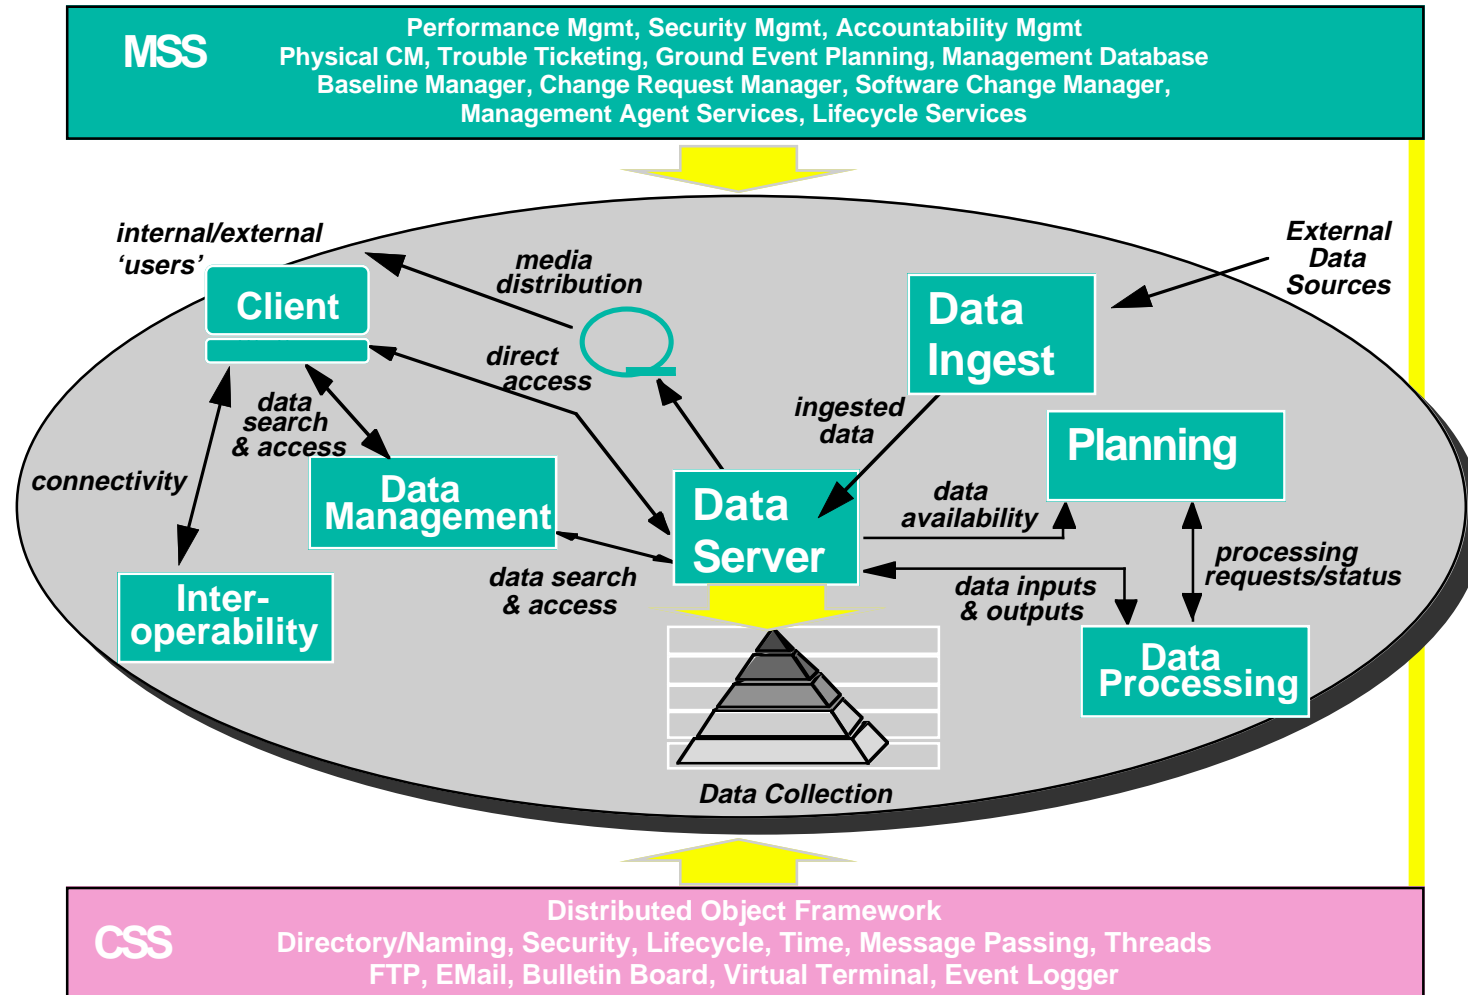 MSS
Performance Mgmt, Security Mgmt, Accountability Mgmt
Physical CM, Trouble Ticketing, Ground Event Planning, Management Database
Baseline Manager, Change Request Manager, Software Change Manager,
Management Agent Services, Lifecycle Services
internal/external
‘users’
Client
media
distribution
External
Data
Sources
Data
Ingest
direct
access
data
search
& access
ingested
data
Planning
connectivity
Data
Management
Data
Server
data
availability
processing
requests/status
data search
& access
data inputs
& outputs
Inter-
operability
Data
Processing
Data Collection
CSS
Distributed Object Framework
Directory/Naming, Security, Lifecycle, Time, Message Passing, Threads
FTP, EMail, Bulletin Board, Virtual Terminal, Event Logger